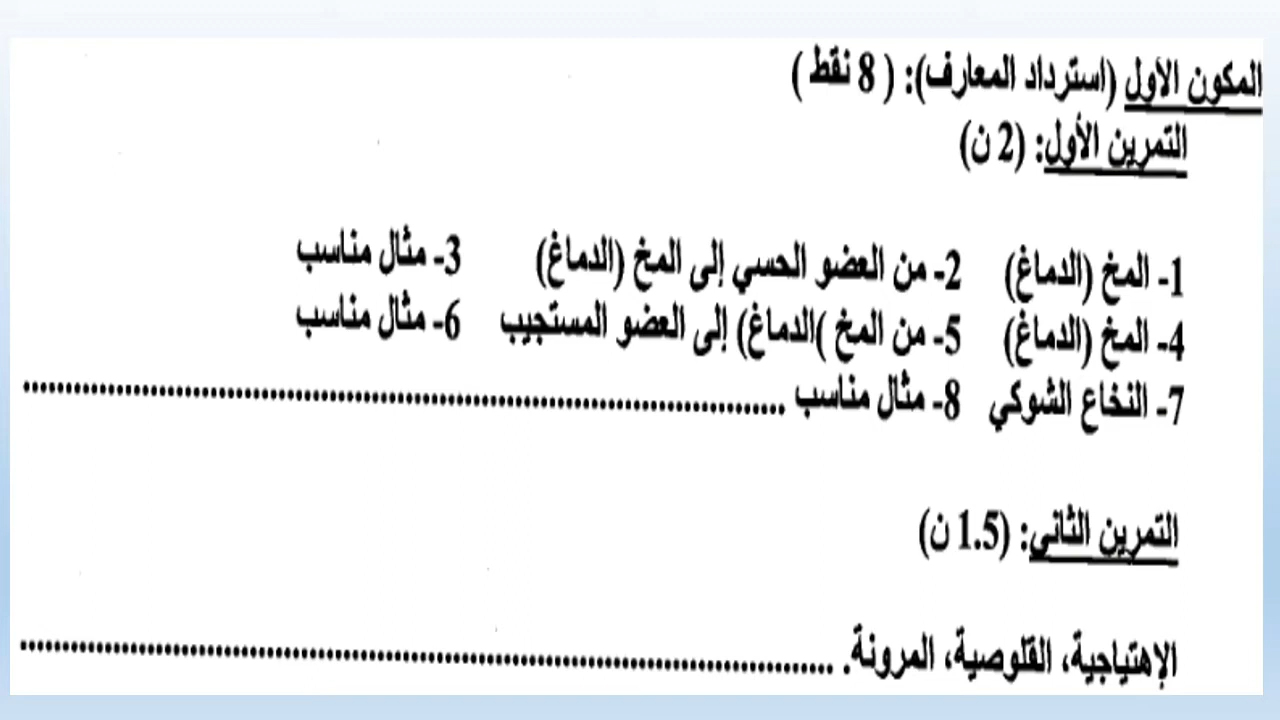 المكون الأول (استرداد المعارف): ( 8 نقط )
التمرين الأول: (2 ن)
1- المخ (الدماغ) 2- من العضو الحسي إلى المخ (الدماغ) 3- مثال مناسب
4- المخ (الدماغ) 5- من المخ )الدماغ) إلى العضو المستجيب 6- مثال مناسب
7- النخاع الشوكي 8- مثال مناسب ................................................................................
التمرين الثاني: (1.5 ن)
الإهتياجية، القلوصية، المرونة. ................................................................................